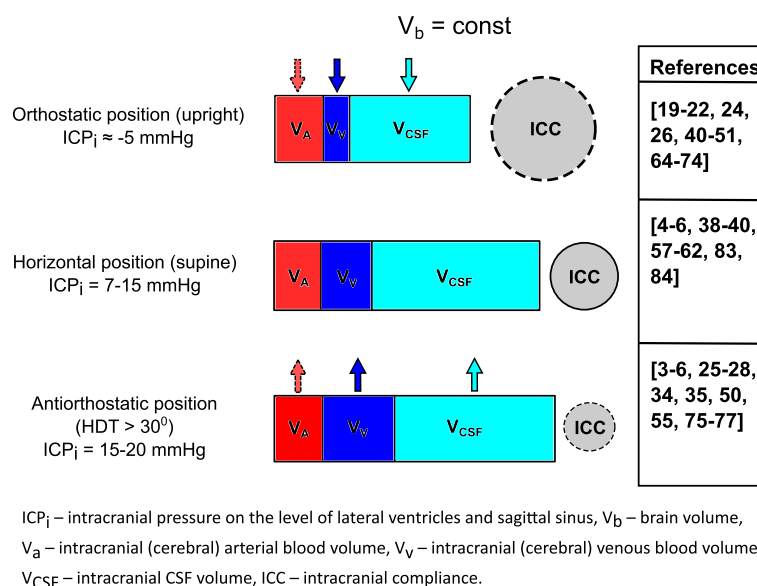 V_b = const
References
Orthostatic position (upright)
ICP_i ≈ -5 mmHg
V_A V_V V_CSF
ICC
[19-22, 24,
26, 40-51,
64-74]
Horizontal position (supine)
ICP_i = 7-15 mmHg
V_A V_V V_CSF
ICC
[4-6, 38-40,
57-62, 83,
84]
Antiorthostatic position
(HDT > 30⁰)
ICP_i = 15-20 mmHg
V_A V_V V_CSF
ICC
[3-6, 25-28,
34, 35, 50,
55, 75-77]
ICP_i – intracranial pressure on the level of lateral ventricles and sagittal sinus, V_b – brain volume,
V_a – intracranial (cerebral) arterial blood volume, V_v – intracranial (cerebral) venous blood volume
V_CSF – intracranial CSF volume, ICC – intracranial compliance.